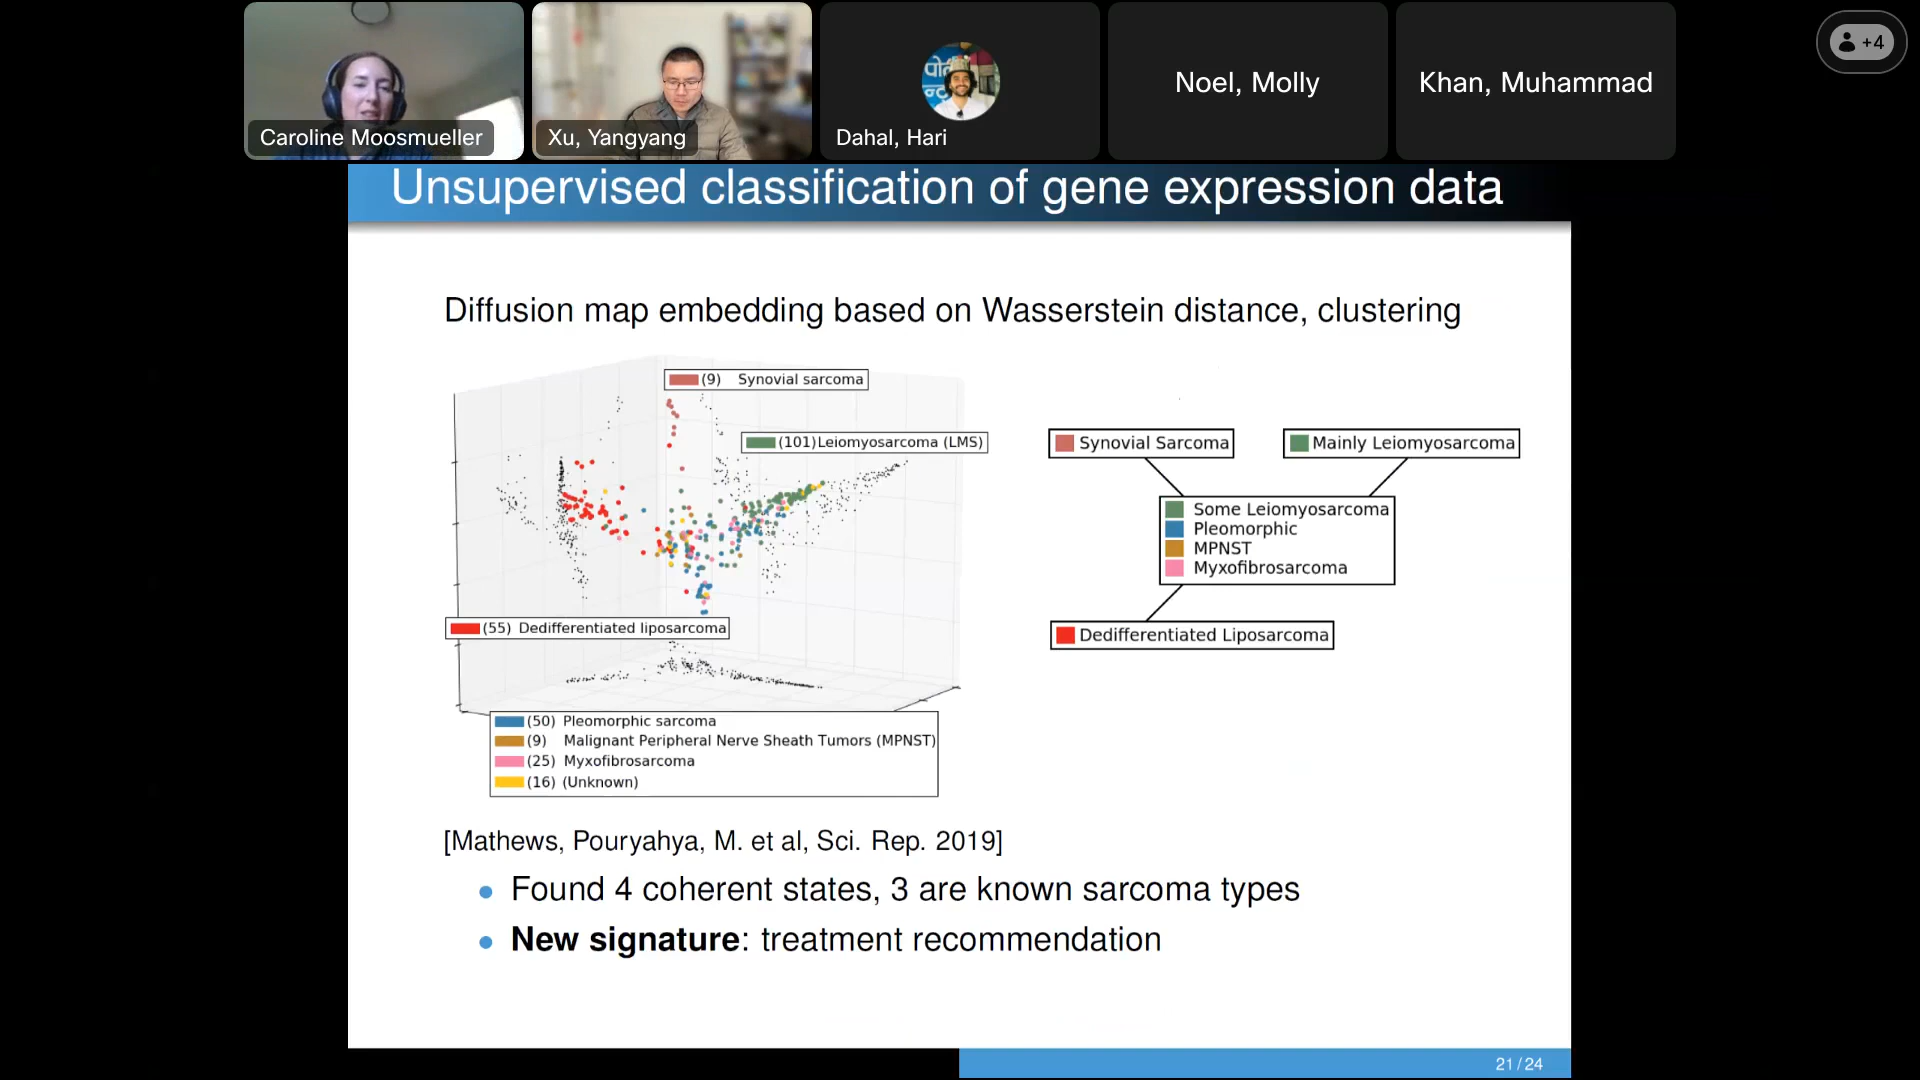 Caroline Moosmueller
Xu, Yangyang
Dahal, Hari
Noel, Molly
Khan, Muhammad
+4
Unsupervised classification of gene expression data
Diffusion map embedding based on Wasserstein distance, clustering
(9) Synovial sarcoma
(101) Leiomyosarcoma (LMS)
(55) Dedifferentiated liposarcoma
(50) Pleomorphic sarcoma
(9) Malignant Peripheral Nerve Sheath Tumors (MPNST)
(25) Myxofibrosarcoma
(16) (Unknown)
Synovial Sarcoma
Mainly Leiomyosarcoma
Some Leiomyosarcoma
Pleomorphic
MPNST
Myxofibrosarcoma
Dedifferentiated Liposarcoma
[Mathews, Pouryahya, M. et al, Sci. Rep. 2019]
Found 4 coherent states, 3 are known sarcoma types
New signature: treatment recommendation
21 / 24